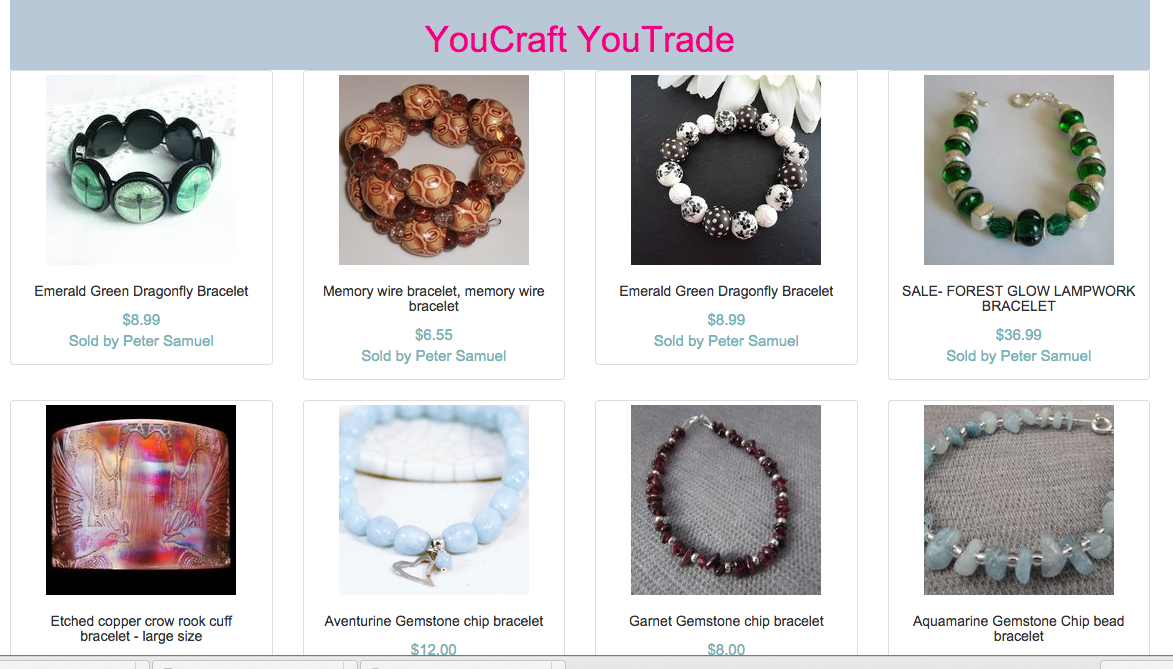 YouCraft YouTrade
Emerald Green Dragonfly Bracelet
$8.99
Sold by Peter Samuel
Memory wire bracelet, memory wire
bracelet
$6.55
Sold by Peter Samuel
Emerald Green Dragonfly Bracelet
$8.99
Sold by Peter Samuel
SALE- FOREST GLOW LAMPWORK
BRACELET
$36.99
Sold by Peter Samuel
Etched copper crow rook cuff
bracelet - large size
Aventurine Gemstone chip bracelet
$12.00
Garnet Gemstone chip bracelet
$8.00
Aquamarine Gemstone Chip bead
bracelet